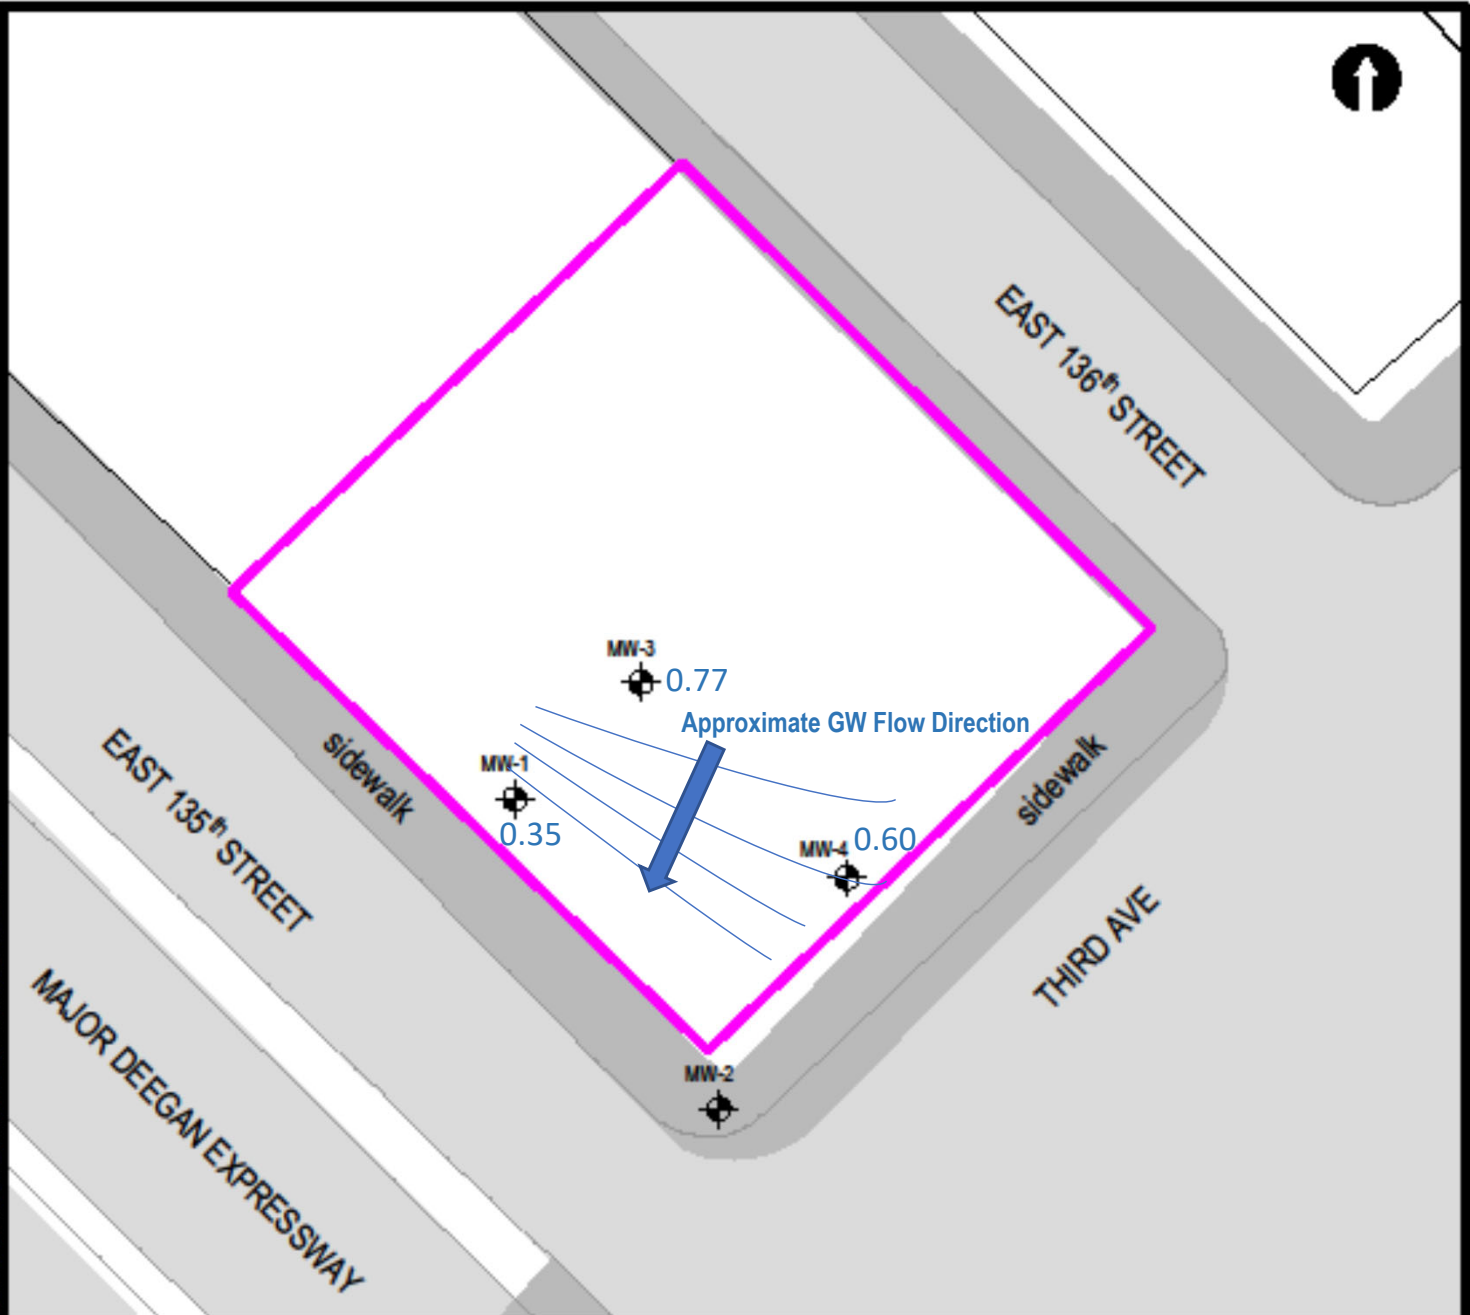 EAST 136th STREET
MW-3
0.77
Approximate GW Flow Direction
MW-1
0.35
MW-4
0.60
sidewalk
sidewalk
EAST 135th STREET
THIRD AVE
MAJOR DEEGAN EXPRESSWAY
MW-2